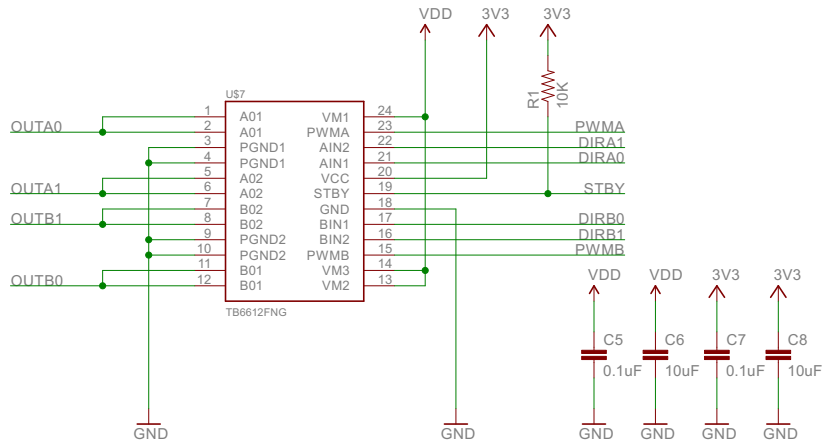 VDD 3V3 3V3
R1
10K
U$7
OUTA0
OUTA1
OUTB1
OUTB0
1 A01 VM1 24
2 A01 PWMA 23 PWMA
3 PGND1 AIN2 22 DIRA1
4 PGND1 AIN1 21 DIRA0
5 A02 VCC 20
6 A02 STBY 19 STBY
7 B02 GND 18
8 B02 BIN1 17 DIRB0
9 PGND2 BIN2 16 DIRB1
10 PGND2 PWMB 15 PWMB
11 B01 VM3 14
12 B01 VM2 13
TB6612FNG
VDD VDD 3V3 3V3
C5 C6 C7 C8
0.1uF 10uF 0.1uF 10uF
GND GND GND GND GND GND